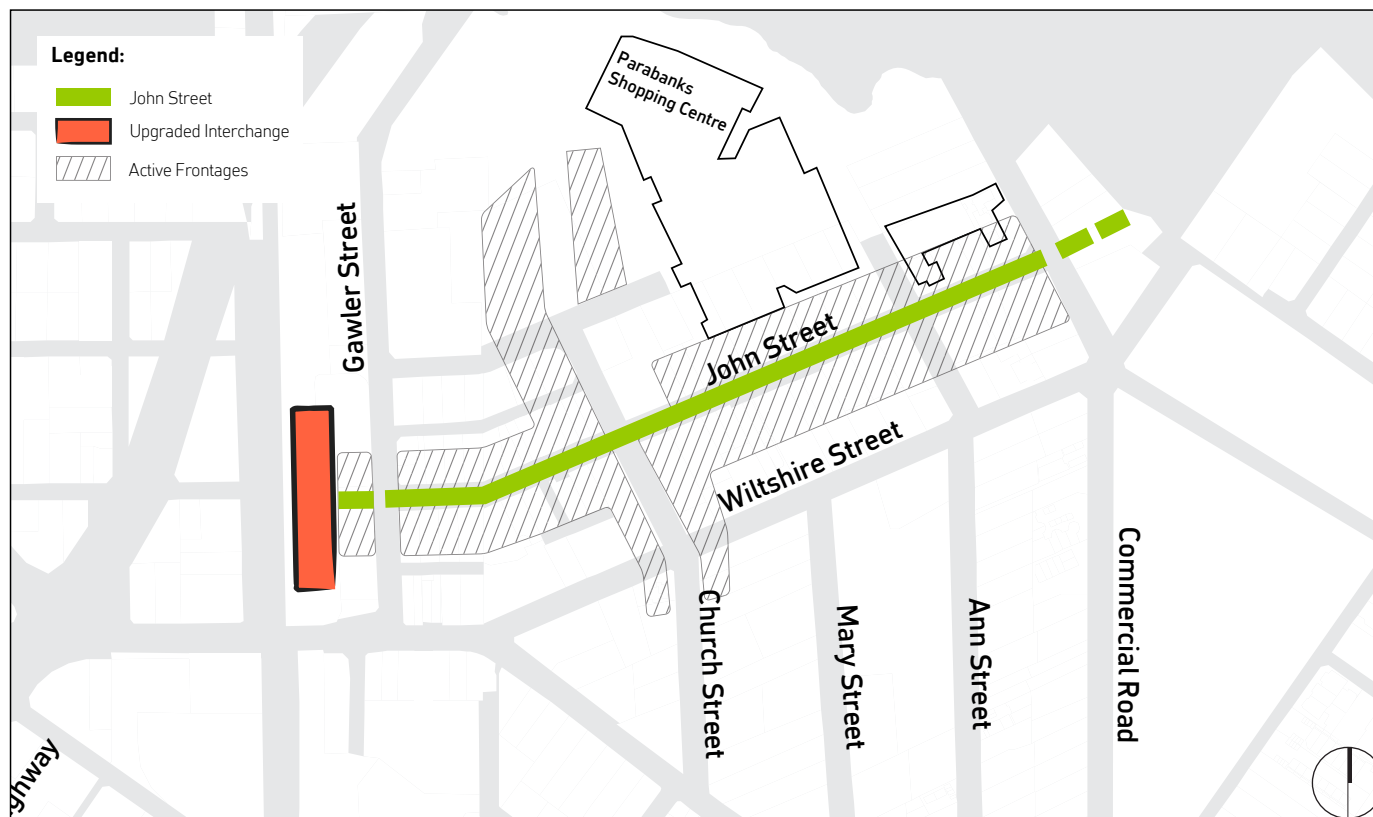 Legend:
John Street
Upgraded Interchange
Active Frontages
Parabanks
Shopping Centre
Gawler Street
John Street
Wiltshire Street
Church Street
Mary Street
Ann Street
Commercial Road
ghway